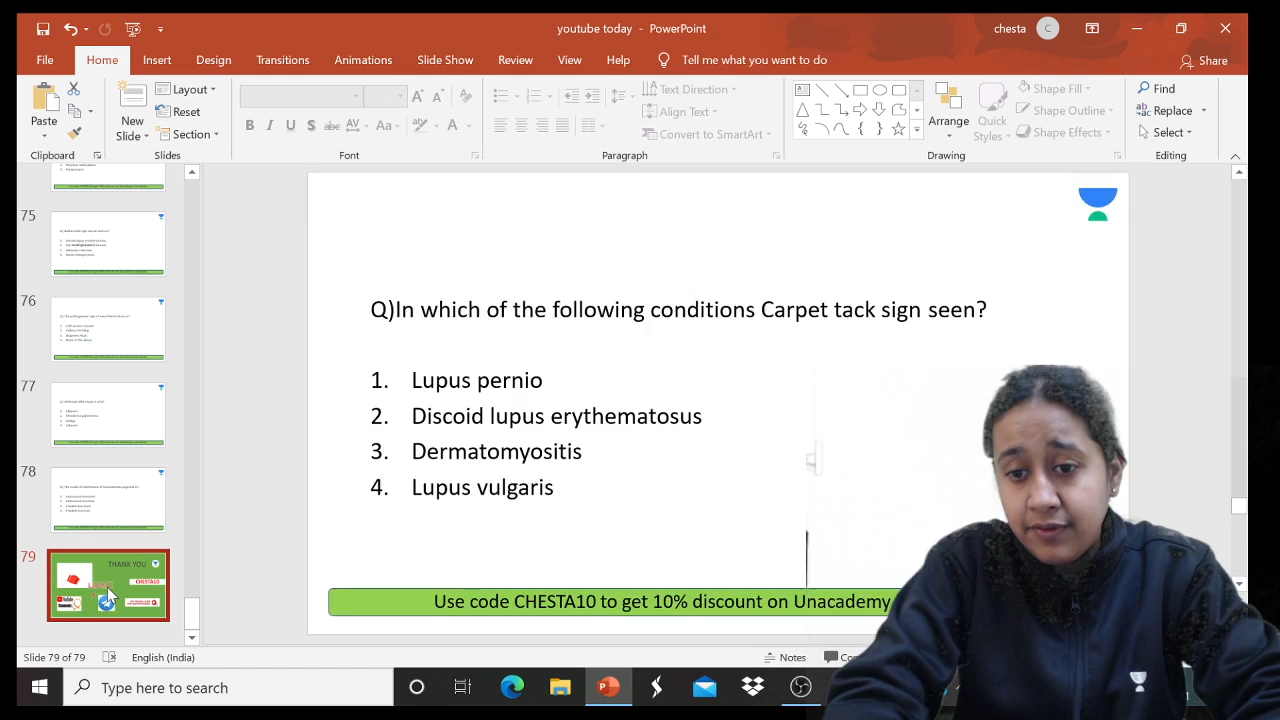 youtube today - PowerPoint
chesta
C
File Home Insert Design Transitions Animations Slide Show Review View Help Tell me what you want to do
Share
Paste
New Slide
Layout
Reset
Section
Text Direction
Align Text
Convert to SmartArt
Arrange
Quick Styles
Shape Fill
Shape Outline
Shape Effects
Find
Replace
Select
Clipboard Slides Font Paragraph Drawing Editing
75
76
77
78
79
THANK YOU
CHESTA10
YouTube
Q)In which of the following conditions Carpet tack sign seen?
1. Lupus pernio
2. Discoid lupus erythematosus
3. Dermatomyositis
4. Lupus vulgaris
Use code CHESTA10 to get 10% discount on Unacademy
Slide 79 of 79 English (India) Notes
Type here to search